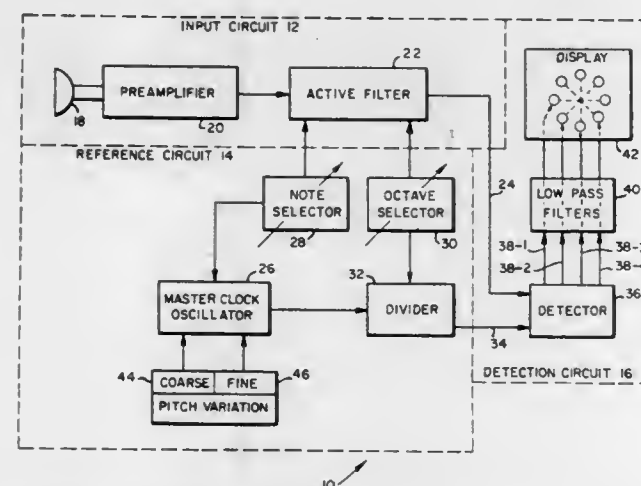 INPUT CIRCUIT 12
22
DISPLAY
PREAMPLIFIER
ACTIVE FILTER
18
20
42
REFERENCE CIRCUIT 14
24
NOTE SELECTOR
OCTAVE SELECTOR
LOW PASS FILTERS
40
28
30
38-1
38-2
26
32
MASTER CLOCK OSCILLATOR
DIVIDER
DETECTOR
36
34
44
COARSE
FINE
46
PITCH VARIATION
DETECTION CIRCUIT 16
10